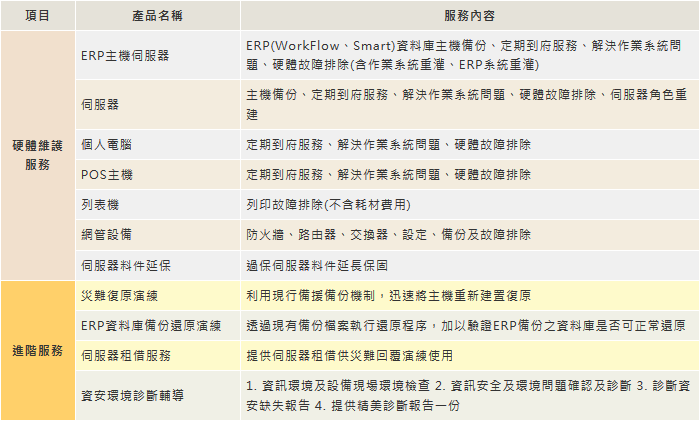 項目 產品名稱 服務內容
硬體維護
服務
ERP主機伺服器
ERP(WorkFlow、Smart)資料庫主機備份、定期到府服務、解決作業系統問
題、硬體故障排除(含作業系統重灌、ERP系統重灌)
伺服器
主機備份、定期到府服務、解決作業系統問題、硬體故障排除、伺服器角色重
建
個人電腦 定期到府服務、解決作業系統問題、硬體故障排除
POS主機 定期到府服務、解決作業系統問題、硬體故障排除
列表機 列印故障排除(不含耗材費用)
網管設備 防火牆、路由器、交換器、設定、備份及故障排除
伺服器料件延保 過保伺服器料件延長保固
進階服務
災難復原演練 利用現行備援備份機制，迅速將主機重新建置復原
ERP資料庫備份還原演練 透過現有備份檔案執行還原程序，加以驗證ERP備份之資料庫是否可正常還原
伺服器租借服務 提供伺服器租借供災難回覆演練使用
資安環境診斷輔導
1. 資訊環境及設備現場環境檢查 2. 資訊安全及環境問題確認及診斷 3. 診斷資
安缺失報告 4. 提供精美診斷報告一份